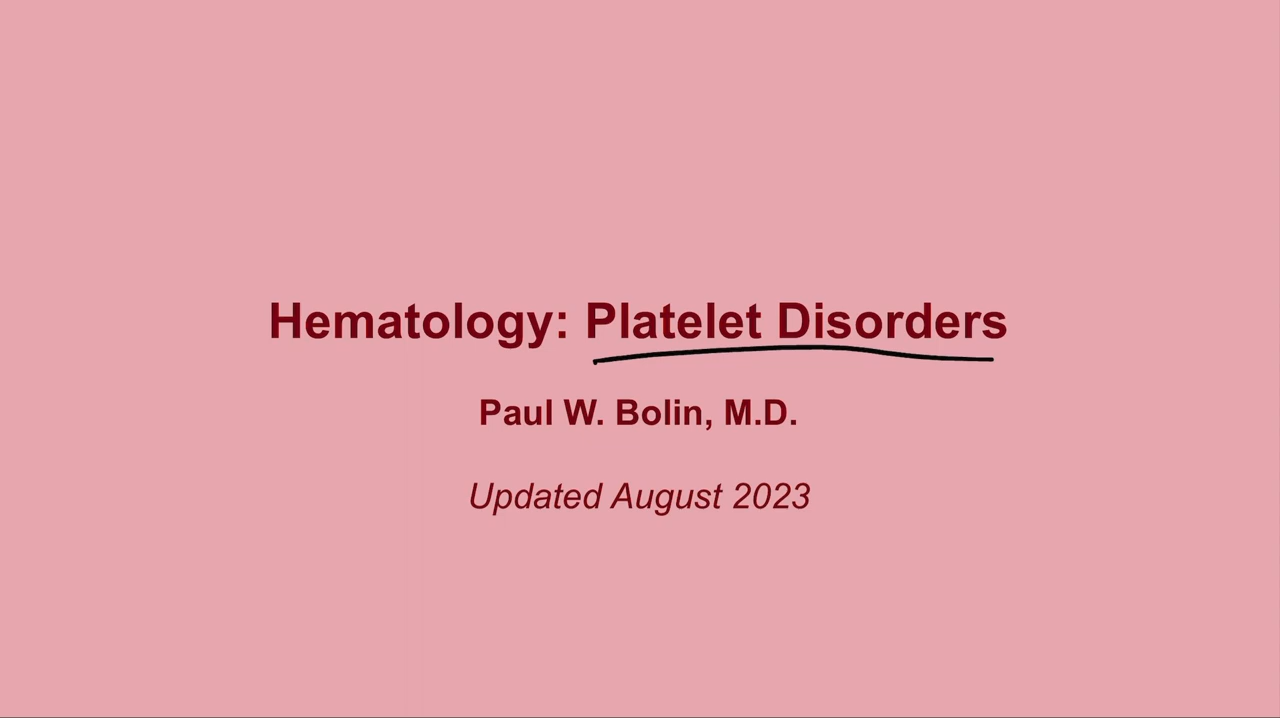 Hematology: Platelet Disorders
Paul W. Bolin, M.D.
Updated August 2023